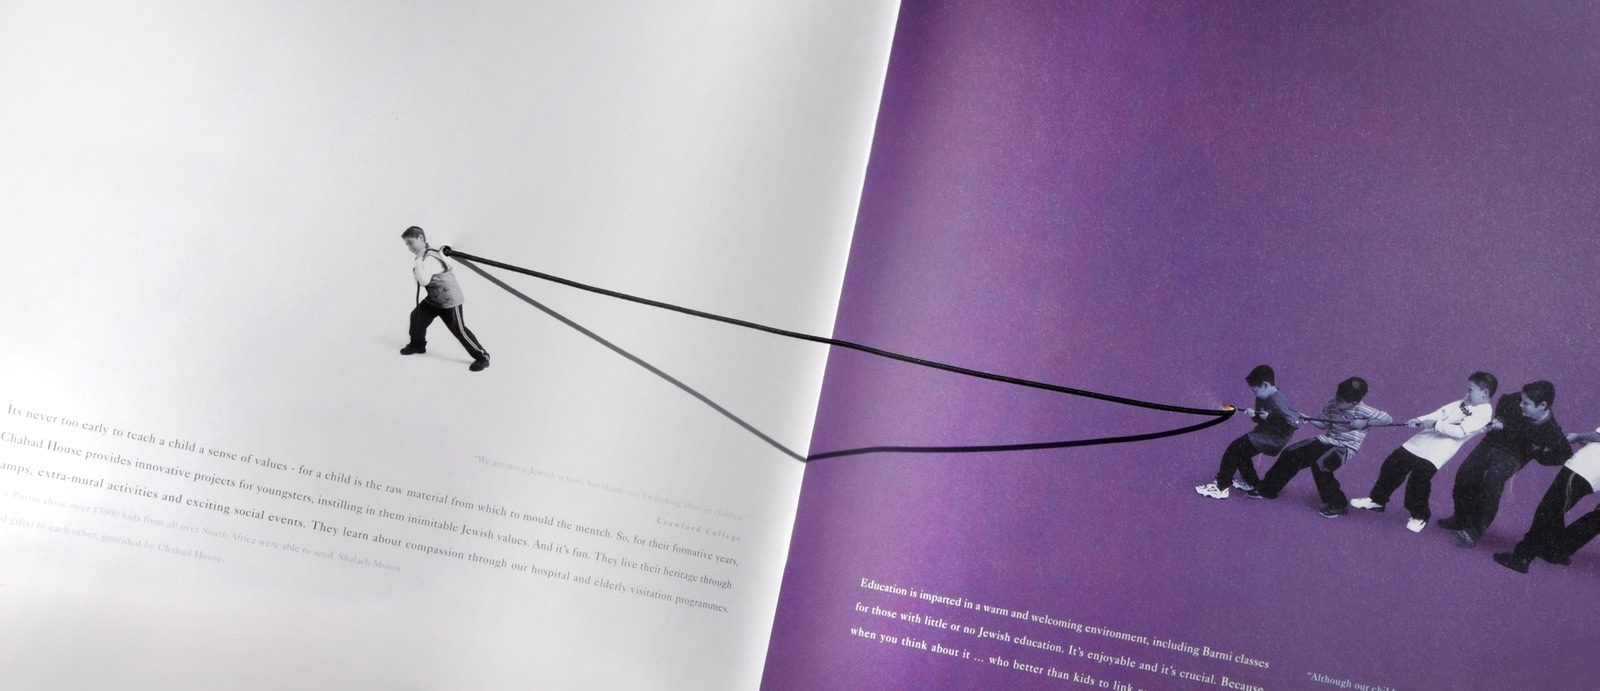 "We are not a Jewish school, but thank you for looking after our children."
Crawford College
Its never too early to teach a child a sense of values - for a child is the raw material from which to mould the mentch. So, for their formative years,
Chabad House provides innovative projects for youngsters, instilling in them inimitable Jewish values. And it's fun. They live their heritage through
amps, extra-mural activities and exciting social events. They learn about compassion through our hospital and elderly visitation programmes.
Purim alone over 15000 kids from all over South Africa were able to send Shalach Monos
gifts) to each other, provided by Chabad House.
Education is imparted in a warm and welcoming environment, including Barmi classes
for those with little or no Jewish education. It's enjoyable and it's crucial. Because
when you think about it ... who better than kids to link
"Although our